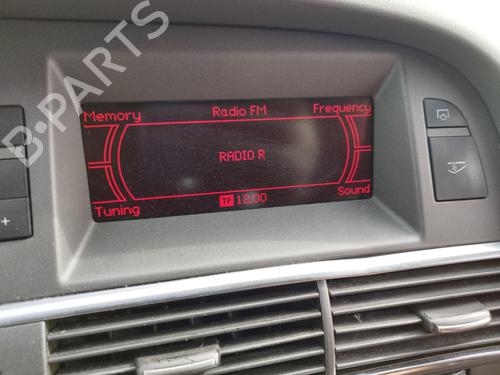 B-PARTS
Memory Radio FM Frequency
RADIO R
Tuning TP 12:00 Sound
+